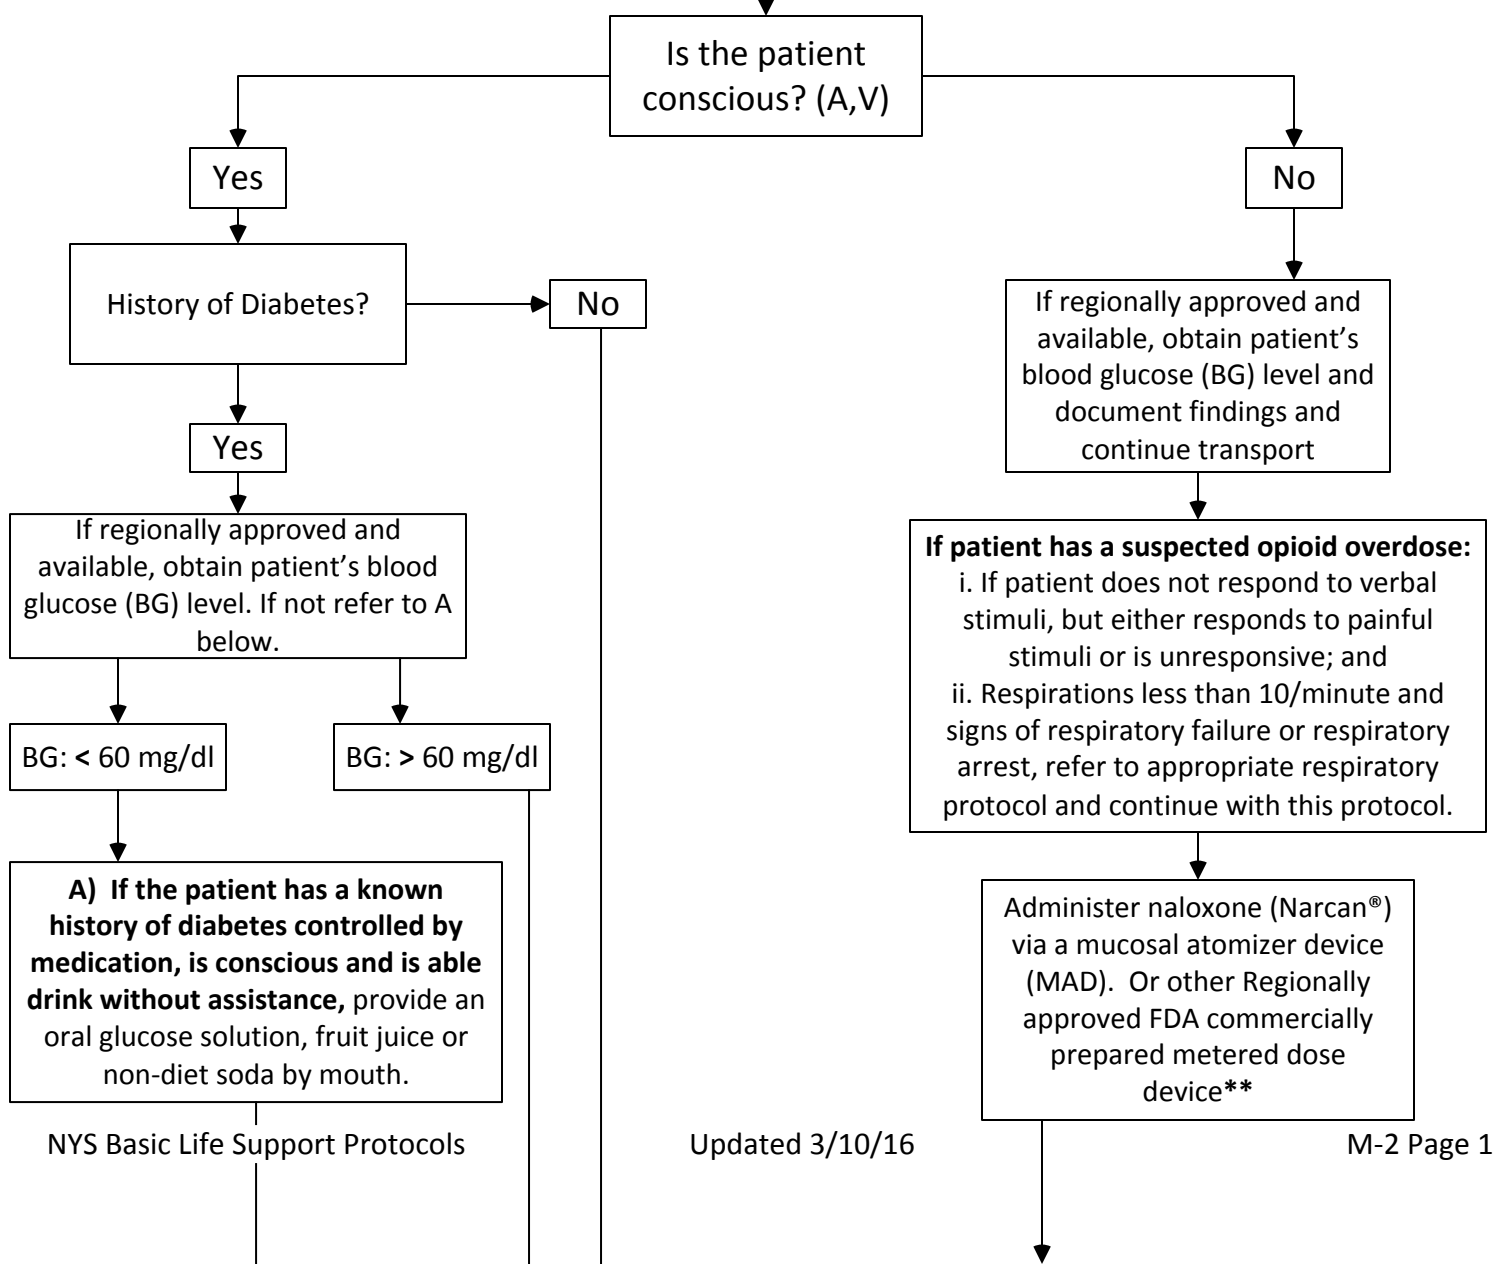 Is the patient
conscious? (A,V)
Yes
No
History of Diabetes?
No
If regionally approved and
available, obtain patient's
blood glucose (BG) level and
document findings and
continue transport
Yes
If regionally approved and
available, obtain patient's blood
glucose (BG) level. If not refer to A
below.
If patient has a suspected opioid overdose:
i. If patient does not respond to verbal
stimuli, but either responds to painful
stimuli or is unresponsive; and
ii. Respirations less than 10/minute and
signs of respiratory failure or respiratory
arrest, refer to appropriate respiratory
protocol and continue with this protocol.
BG: < 60 mg/dl
BG: > 60 mg/dl
A) If the patient has a known
history of diabetes controlled by
medication, is conscious and is able
drink without assistance, provide an
oral glucose solution, fruit juice or
non-diet soda by mouth.
Administer naloxone (Narcan®)
via a mucosal atomizer device
(MAD). Or other Regionally
approved FDA commercially
prepared metered dose
device**
NYS Basic Life Support Protocols
Updated 3/10/16
M-2 Page 1